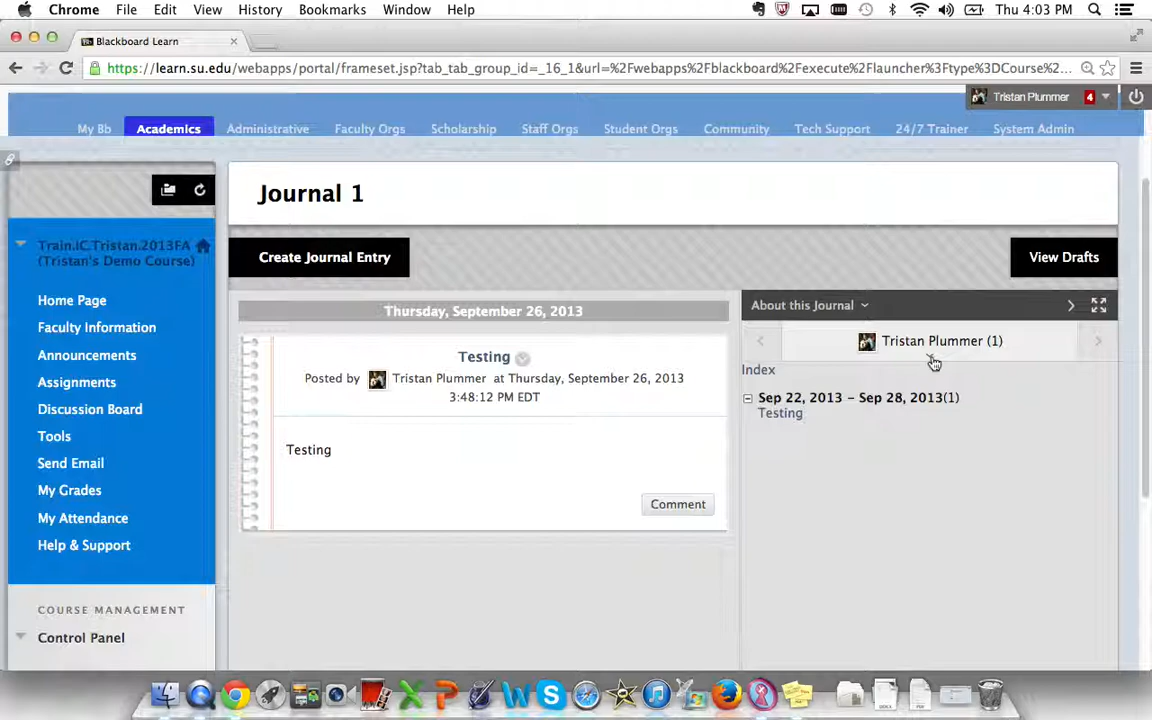 Chrome File Edit View History Bookmarks Window Help Thu 4:03 PM
Blackboard Learn
https://learn.su.edu/webapps/portal/frameset.jsp?tab_tab_group_id=_16_1&url=%2Fwebapps%2Fblackboard%2Fexecute%2Flauncher%3Ftype%3DCourse%2...
Tristan Plummer 4
My Bb Academics Administrative Faculty Orgs Scholarship Staff Orgs Student Orgs Community Tech Support 24/7 Trainer System Admin
Journal 1
Train.IC.Tristan.2013FA
(Tristan's Demo Course)
Create Journal Entry
View Drafts
Home Page
Faculty Information
Announcements
Assignments
Discussion Board
Tools
Send Email
My Grades
My Attendance
Help & Support
COURSE MANAGEMENT
Control Panel
Thursday, September 26, 2013
Testing
Posted by Tristan Plummer at Thursday, September 26, 2013
3:48:12 PM EDT
Testing
Comment
About this Journal
Tristan Plummer (1)
Index
Sep 22, 2013 – Sep 28, 2013(1)
Testing